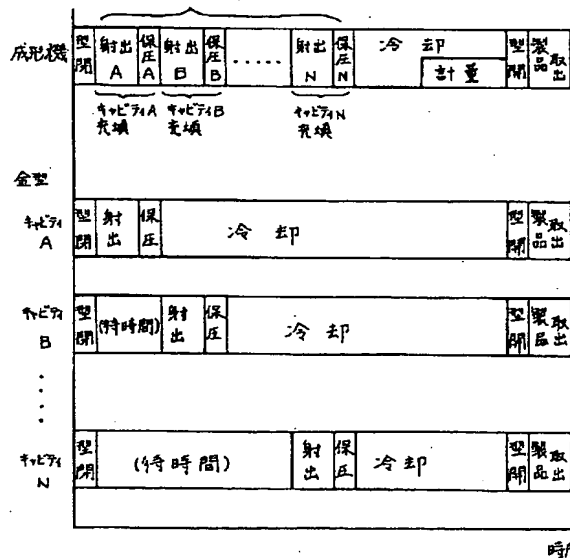 成形機
型閉
射出A
保圧A
射出B
保圧B
‥‥‥
射出N
保圧N
冷却
計量
型開
製品取出
キャビティA充填
キャビティB充填
キャビティN充填
金型
キャビティA
型閉
射出
保圧
冷却
型開
製品取出
キャビティB
型閉
(待時間)
射出
保圧
冷却
型開
製品取出
キャビティN
型閉
(待時間)
射出
保圧
冷却
型開
製品取出
時